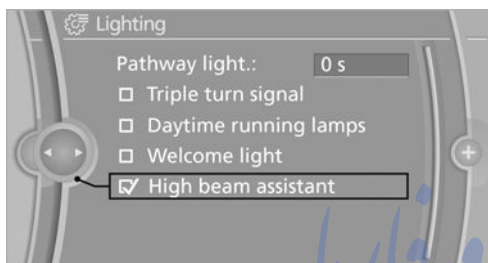 Lighting
Pathway light.: 0 s
Triple turn signal
Daytime running lamps
Welcome light
High beam assistant